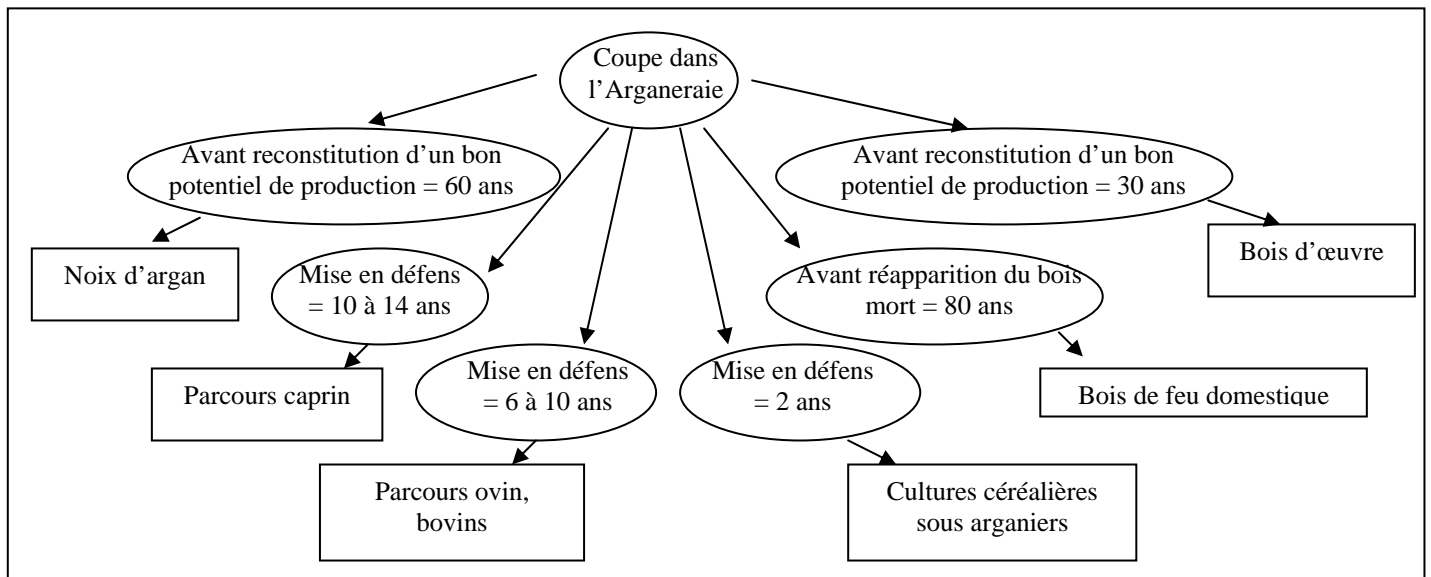 Coupe dans
l’Arganeraie
Avant reconstitution d’un bon
potentiel de production = 60 ans
Avant reconstitution d’un bon
potentiel de production = 30 ans
Noix d’argan
Mise en défens
= 10 à 14 ans
Avant réapparition du bois
mort = 80 ans
Bois d’œuvre
Parcours caprin
Mise en défens
= 6 à 10 ans
Mise en défens
= 2 ans
Bois de feu domestique
Parcours ovin,
bovins
Cultures céréalières
sous arganiers